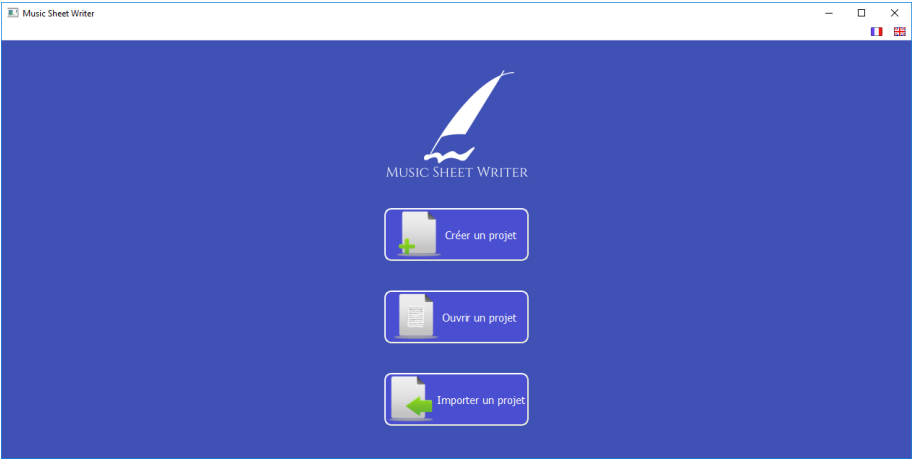 Music Sheet Writer
Music Sheet Writer
Créer un projet
Ouvrir un projet
Importer un projet